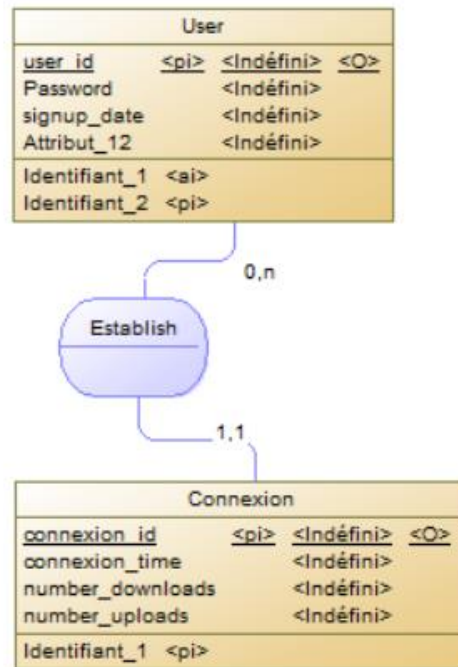 User
user_id <pi> <Indéfini> <O>
Password <Indéfini>
signup_date <Indéfini>
Attribut_12 <Indéfini>
Identifiant_1 <ai>
Identifiant_2 <pi>
0,n
Establish
1,1
Connexion
connexion_id <pi> <Indéfini> <O>
connexion_time <Indéfini>
number_downloads <Indéfini>
number_uploads <Indéfini>
Identifiant_1 <pi>